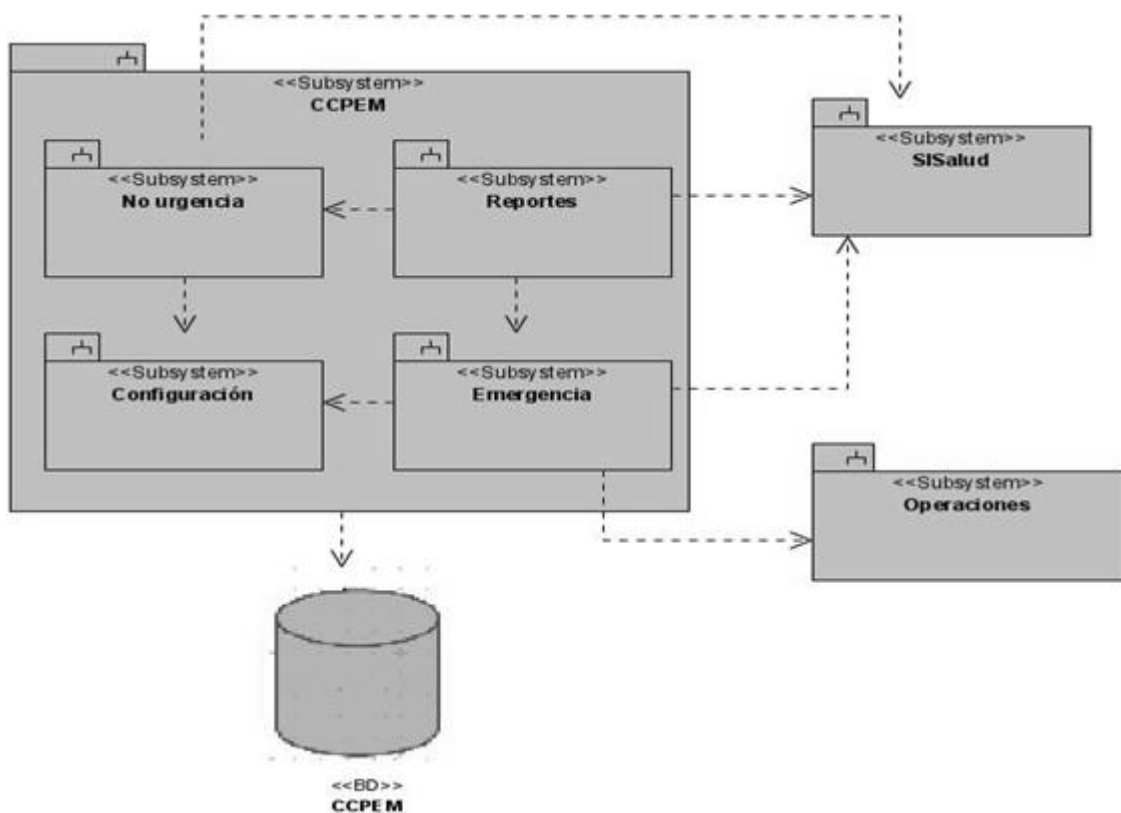 <<Subsystem>>
CCPEM
<<Subsystem>>
SISalud
<<Subsystem>>
No urgencia
<<Subsystem>>
Reportes
<<Subsystem>>
Configuración
<<Subsystem>>
Emergencia
<<Subsystem>>
Operaciones
<<BD>>
CCPEM